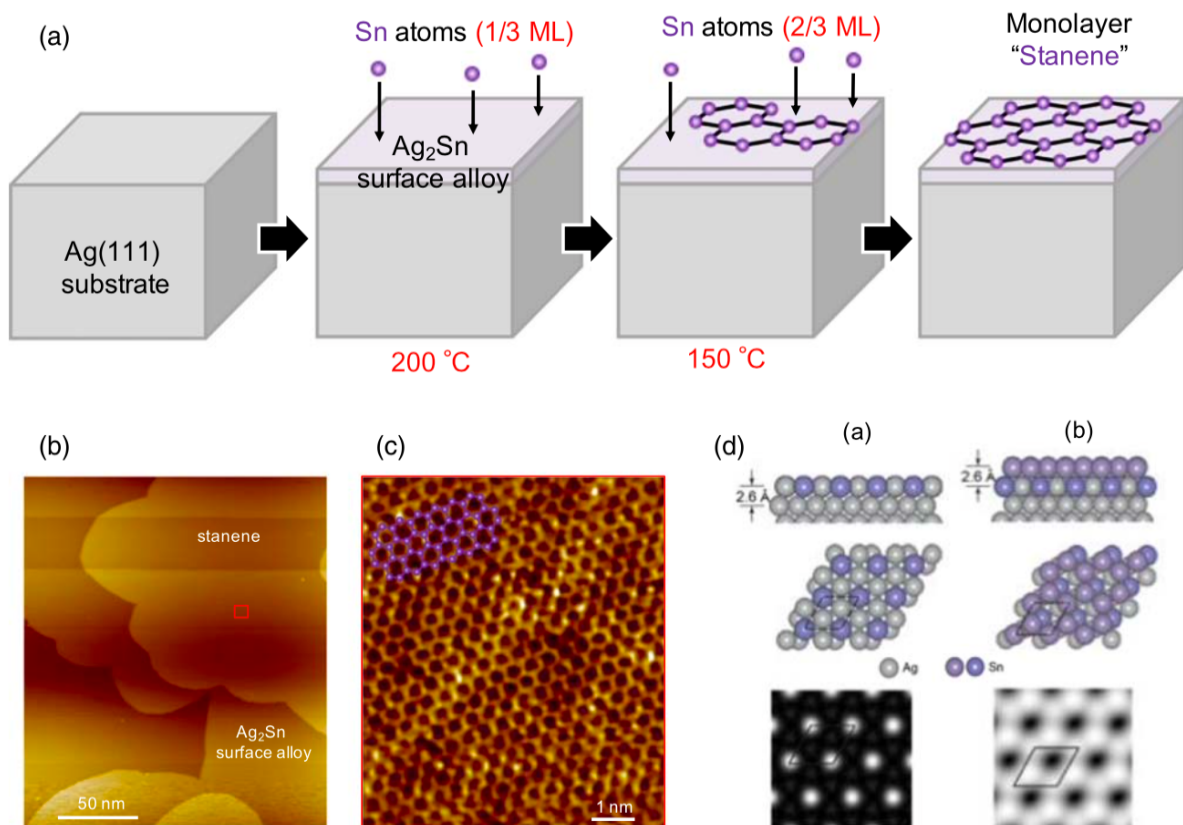 (a)
Sn atoms (1/3 ML)
Sn atoms (2/3 ML)
Monolayer
“Stanene”
Ag(111)
substrate
Ag₂Sn
surface alloy
200 °C
150 °C
(b)
stanene
Ag₂Sn
surface alloy
50 nm
(c)
1 nm
(d)
(a)
(b)
2.6 Å
2.6 Å
Ag
Sn